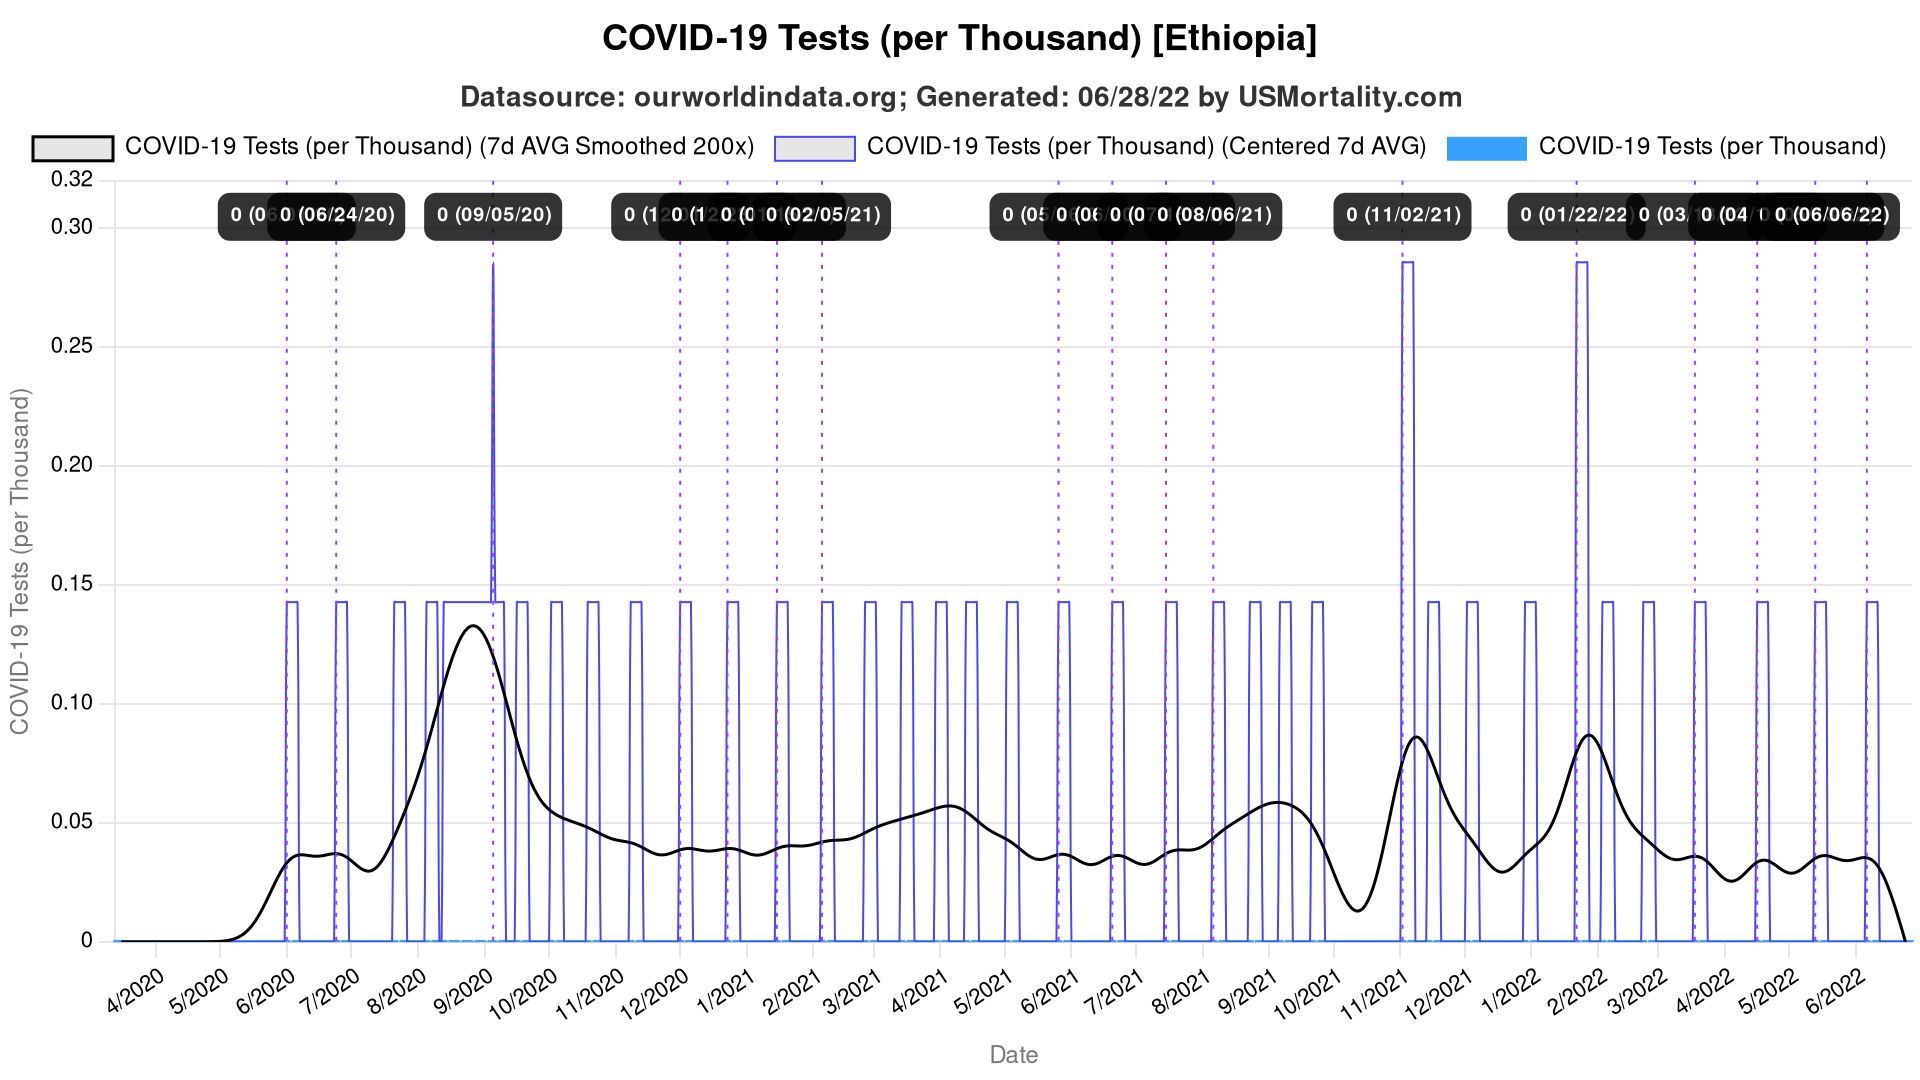 COVID-19 Tests (per Thousand) [Ethiopia]
Datasource: ourworldindata.org; Generated: 06/28/22 by USMortality.com
COVID-19 Tests (per Thousand) (7d AVG Smoothed 200x) COVID-19 Tests (per Thousand) (Centered 7d AVG) COVID-19 Tests (per Thousand)
0.32
0 (06/24/20) 0 (09/05/20) 0 (02/05/21) 0 (08/06/21) 0 (11/02/21) 0 (01/22/22) 0 (06/06/22)
0.30
0.25
0.20
0.15
0.10
0.05
0
COVID-19 Tests (per Thousand)
4/2020 5/2020 6/2020 7/2020 8/2020 9/2020 10/2020 11/2020 12/2020 1/2021 2/2021 3/2021 4/2021 5/2021 6/2021 7/2021 8/2021 9/2021 10/2021 11/2021 12/2021 1/2022 2/2022 3/2022 4/2022 5/2022 6/2022
Date